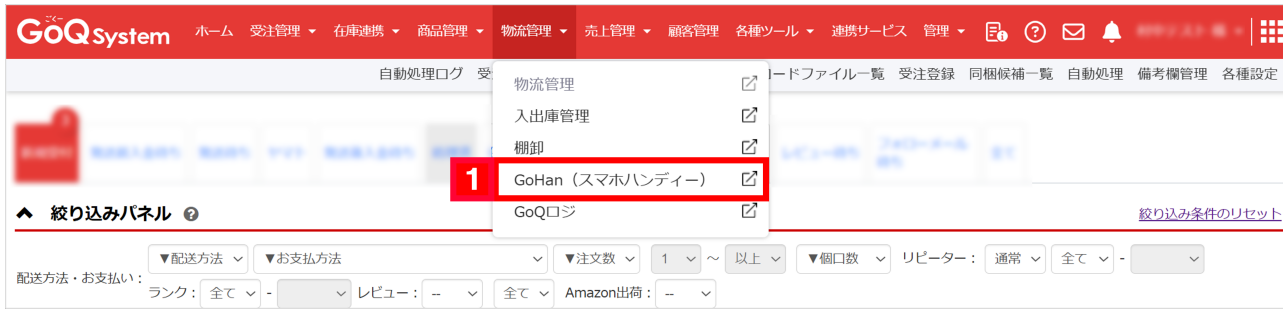 ごくー
GoQSystem ホーム 受注管理 ▼ 在庫連携 ▼ 商品管理 ▼ 物流管理 ▼ 売上管理 ▼ 顧客管理 各種ツール ▼ 連携サービス 管理 ▼
自動処理ログ 受 ードファイル一覧 受注登録 同梱候補一覧 自動処理 備考欄管理 各種設定
物流管理
入出庫管理
棚卸
1 GoHan(スマホハンディー)
GoQロジ
絞り込みパネル ? 絞り込み条件のリセット
▼配送方法 ▼お支払方法 ▼注文数 1 ~ 以上 ▼個口数 リピーター: 通常 全て -
配送方法・お支払い:
ランク: 全て - レビュー: -- 全て Amazon出荷: --